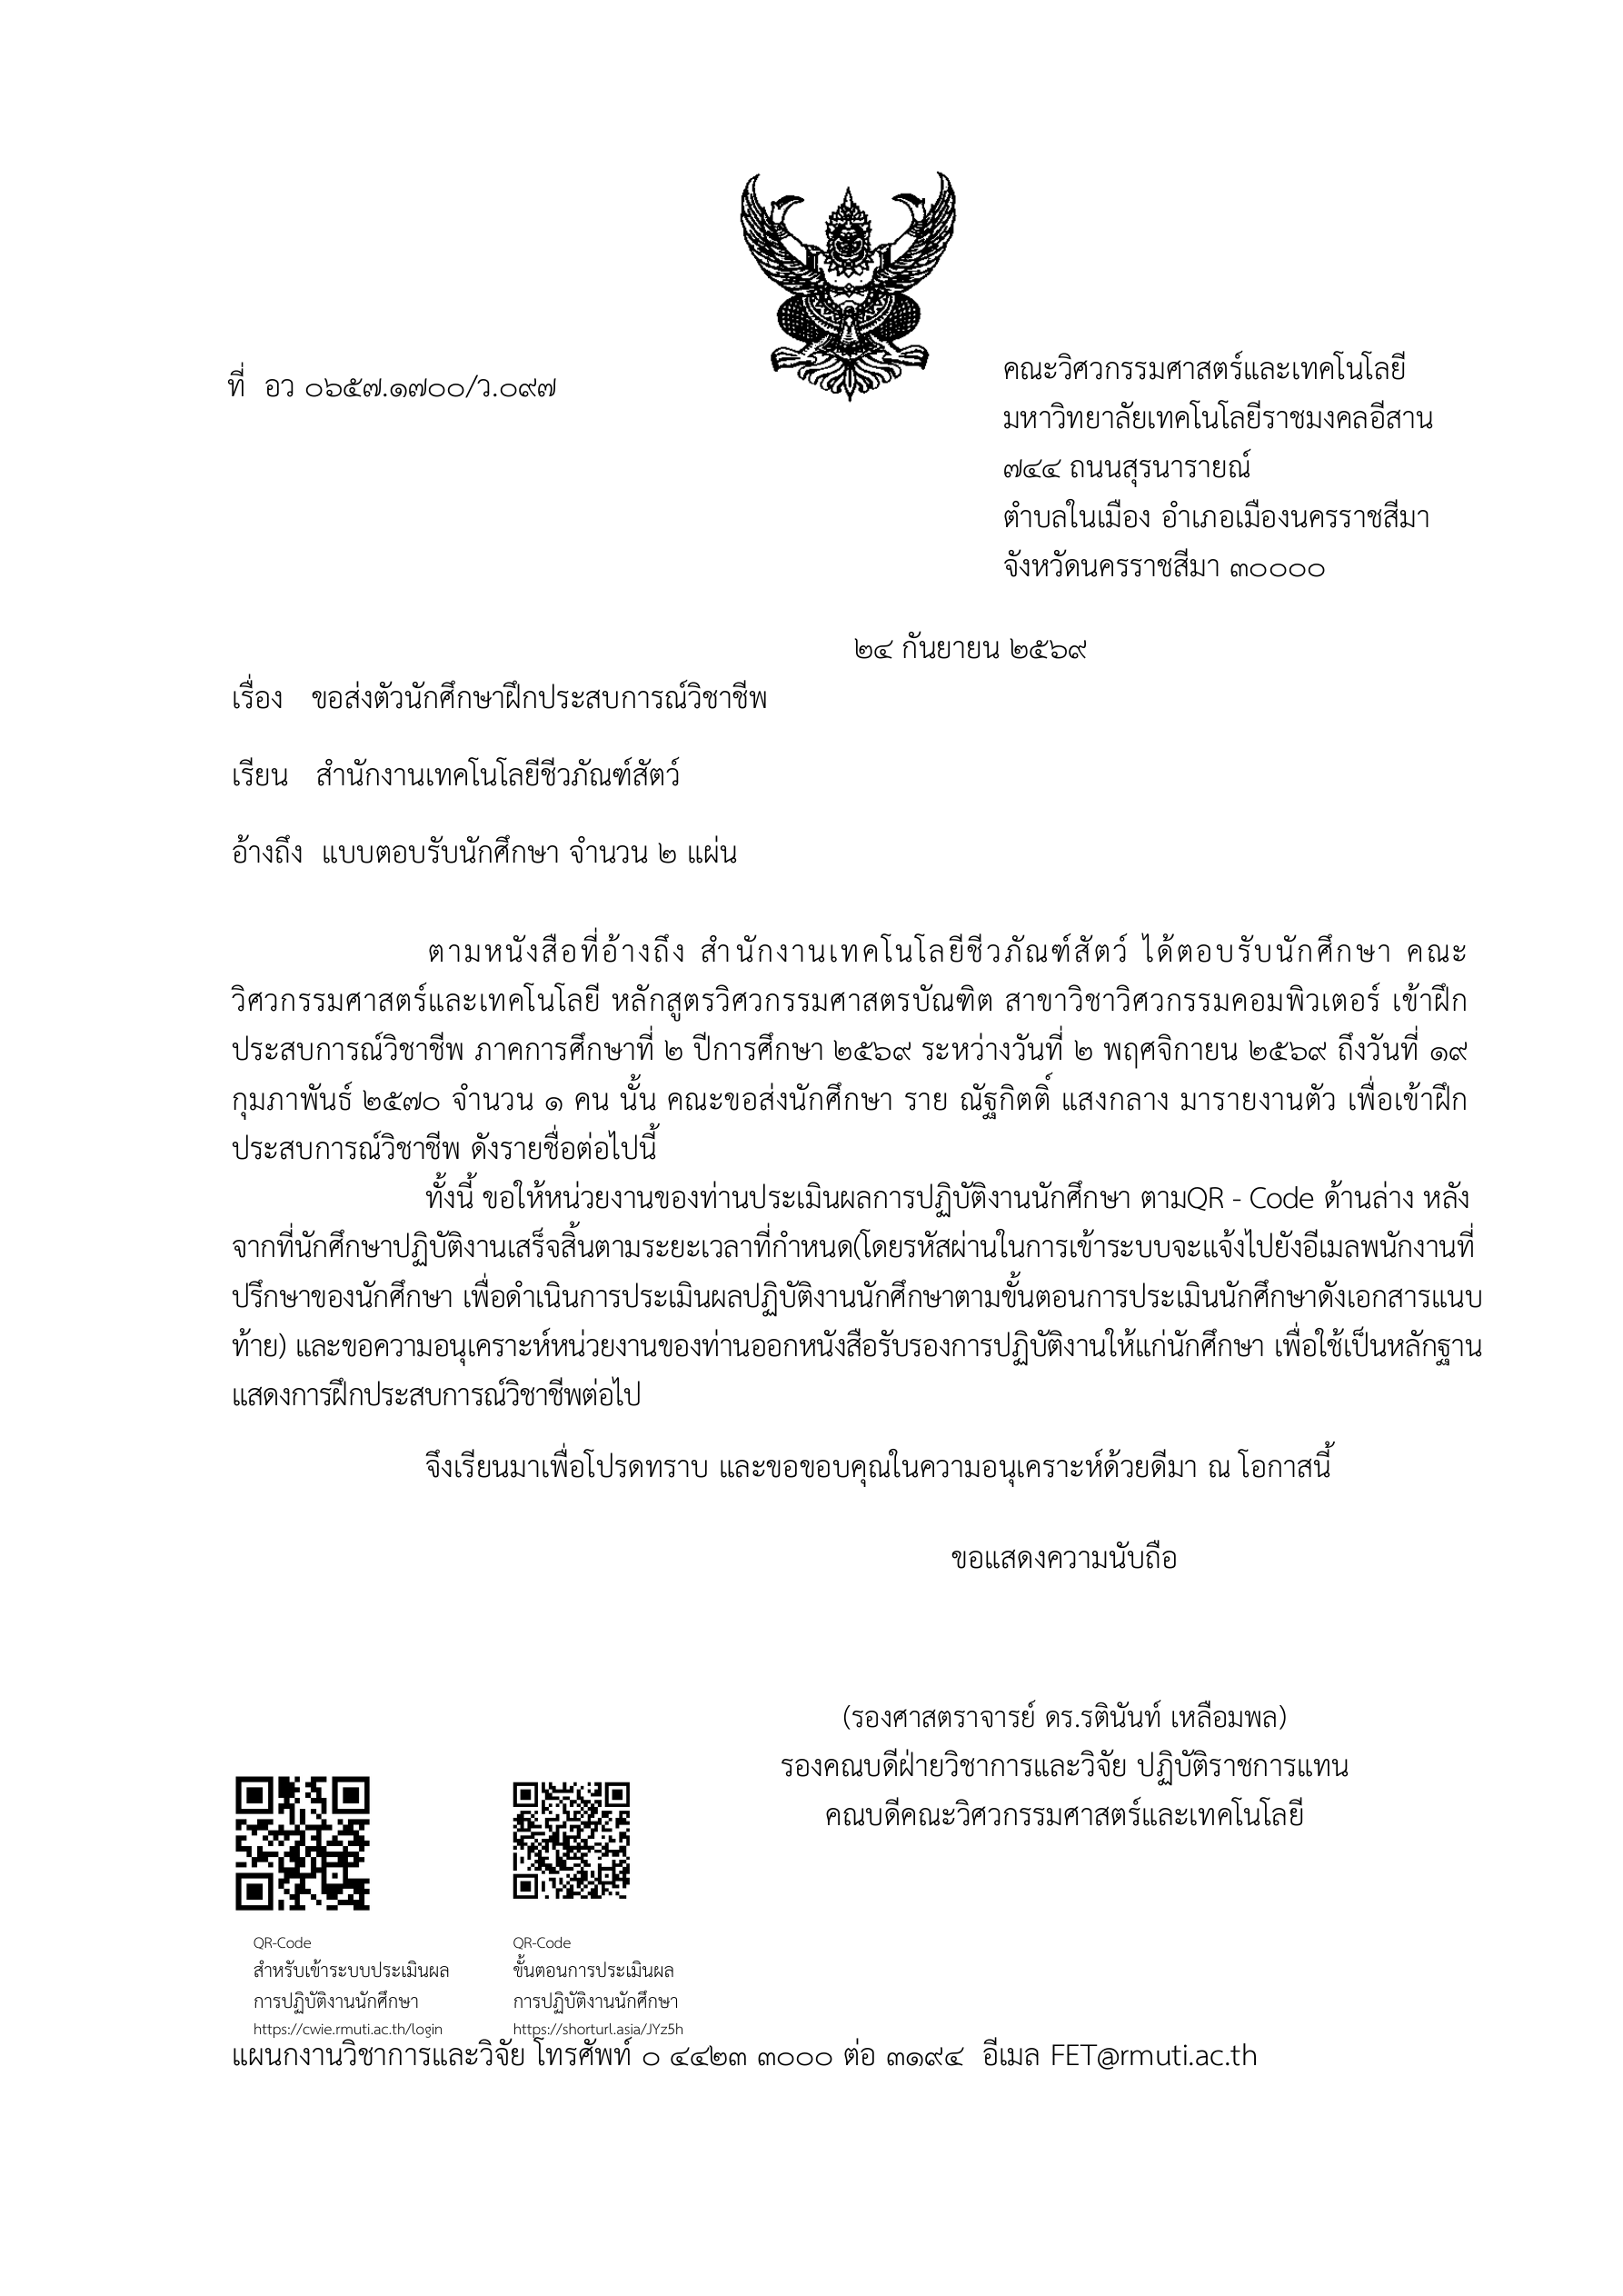 ที่ อว ๐๖๕๗.๑๗๐๐/ว.๐๙๗
คณะวิศวกรรมศาสตร์และเทคโนโลยี
มหาวิทยาลัยเทคโนโลยีราชมงคลอีสาน
๗๔๔ ถนนสุรนารายณ์
ตำบลในเมือง อำเภอเมืองนครราชสีมา
จังหวัดนครราชสีมา ๓๐๐๐๐
๒๔ กันยายน ๒๕๖๙
เรื่อง ขอส่งตัวนักศึกษาฝึกประสบการณ์วิชาชีพ
เรียน สำนักงานเทคโนโลยีชีวภัณฑ์สัตว์
อ้างถึง แบบตอบรับนักศึกษา จำนวน ๒ แผ่น
ตามหนังสือที่อ้างถึง สำนักงานเทคโนโลยีชีวภัณฑ์สัตว์ ได้ตอบรับนักศึกษา คณะ
วิศวกรรมศาสตร์และเทคโนโลยี หลักสูตรวิศวกรรมศาสตรบัณฑิต สาขาวิชาวิศวกรรมคอมพิวเตอร์ เข้าฝึก
ประสบการณ์วิชาชีพ ภาคการศึกษาที่ ๒ ปีการศึกษา ๒๕๖๙ ระหว่างวันที่ ๒ พฤศจิกายน ๒๕๖๙ ถึงวันที่ ๑๙
กุมภาพันธ์ ๒๕๗๐ จำนวน ๑ คน นั้น คณะขอส่งนักศึกษา ราย ณัฐกิตติ์ แสงกลาง มารายงานตัว เพื่อเข้าฝึก
ประสบการณ์วิชาชีพ ดังรายชื่อต่อไปนี้
ทั้งนี้ ขอให้หน่วยงานของท่านประเมินผลการปฏิบัติงานนักศึกษา ตามQR - Code ด้านล่าง หลัง
จากที่นักศึกษาปฏิบัติงานเสร็จสิ้นตามระยะเวลาที่กำหนด(โดยรหัสผ่านในการเข้าระบบจะแจ้งไปยังอีเมลพนักงานที่
ปรึกษาของนักศึกษา เพื่อดำเนินการประเมินผลปฏิบัติงานนักศึกษาตามขั้นตอนการประเมินนักศึกษาดังเอกสารแนบ
ท้าย) และขอความอนุเคราะห์หน่วยงานของท่านออกหนังสือรับรองการปฏิบัติงานให้แก่นักศึกษา เพื่อใช้เป็นหลักฐาน
แสดงการฝึกประสบการณ์วิชาชีพต่อไป
จึงเรียนมาเพื่อโปรดทราบ และขอขอบคุณในความอนุเคราะห์ด้วยดีมา ณ โอกาสนี้
ขอแสดงความนับถือ
(รองศาสตราจารย์ ดร.รตินันท์ เหลือมพล)
รองคณบดีฝ่ายวิชาการและวิจัย ปฏิบัติราชการแทน
คณบดีคณะวิศวกรรมศาสตร์และเทคโนโลยี
QR-Code
สำหรับเข้าระบบประเมินผล
การปฏิบัติงานนักศึกษา
https://cwie.rmuti.ac.th/login
QR-Code
ขั้นตอนการประเมินผล
การปฏิบัติงานนักศึกษา
https://shorturl.asia/JYz5h
แผนกงานวิชาการและวิจัย โทรศัพท์ ๐ ๔๔๒๓ ๓๐๐๐ ต่อ ๓๑๙๔ อีเมล FET@rmuti.ac.th